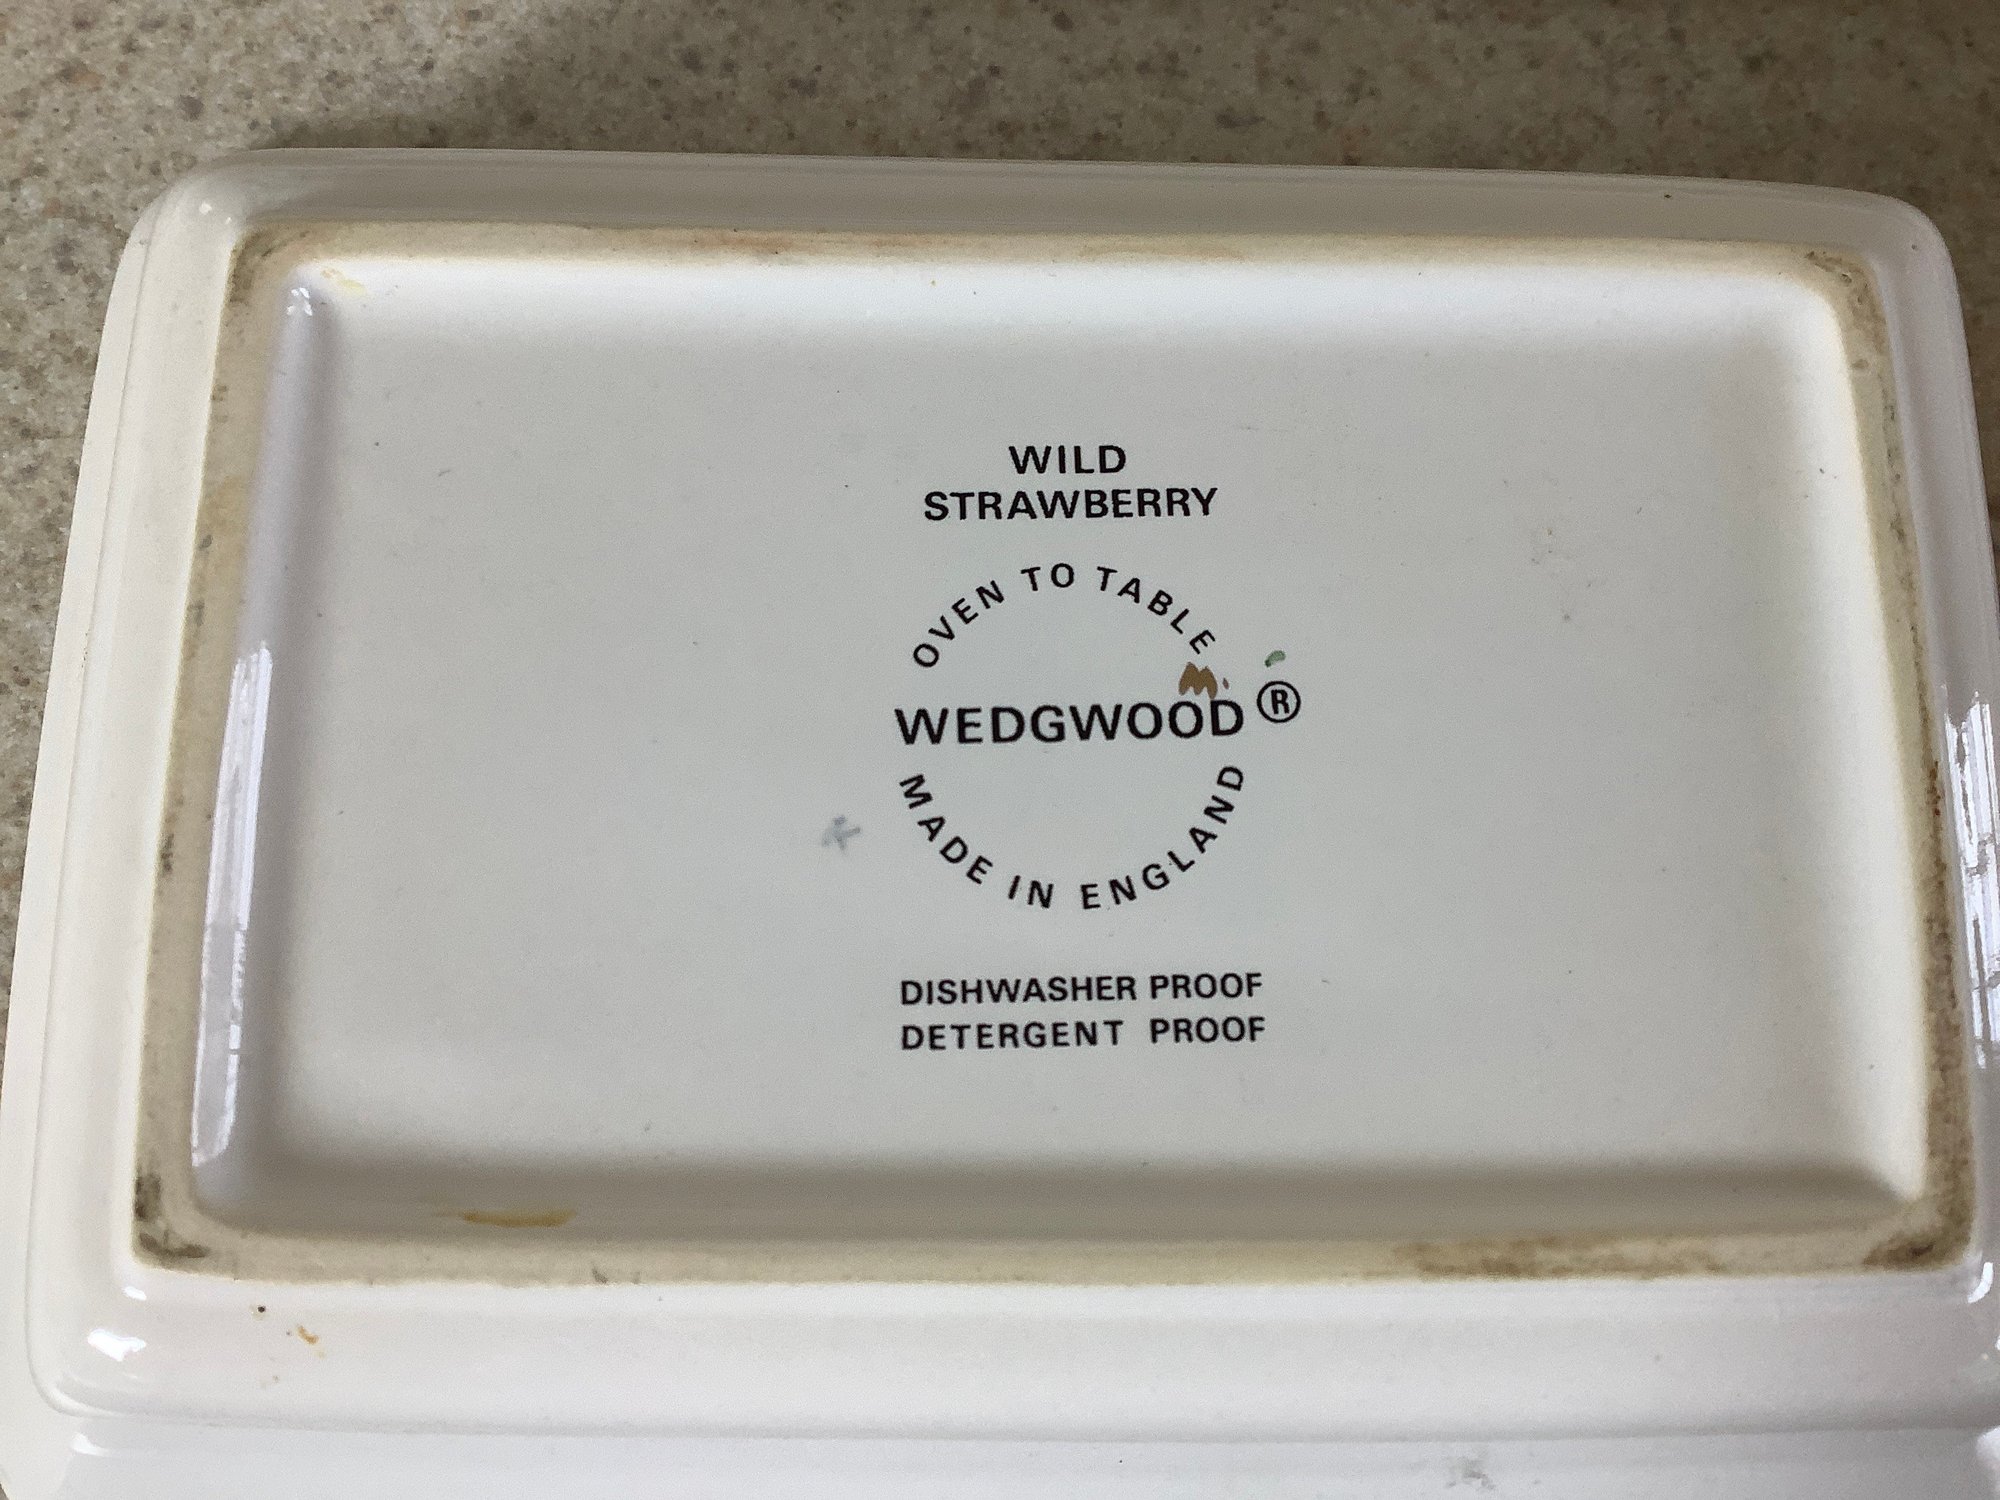 WILD
STRAWBERRY
OVEN TO TABLE
WEDGWOOD®
MADE IN ENGLAND
DISHWASHER PROOF
DETERGENT PROOF